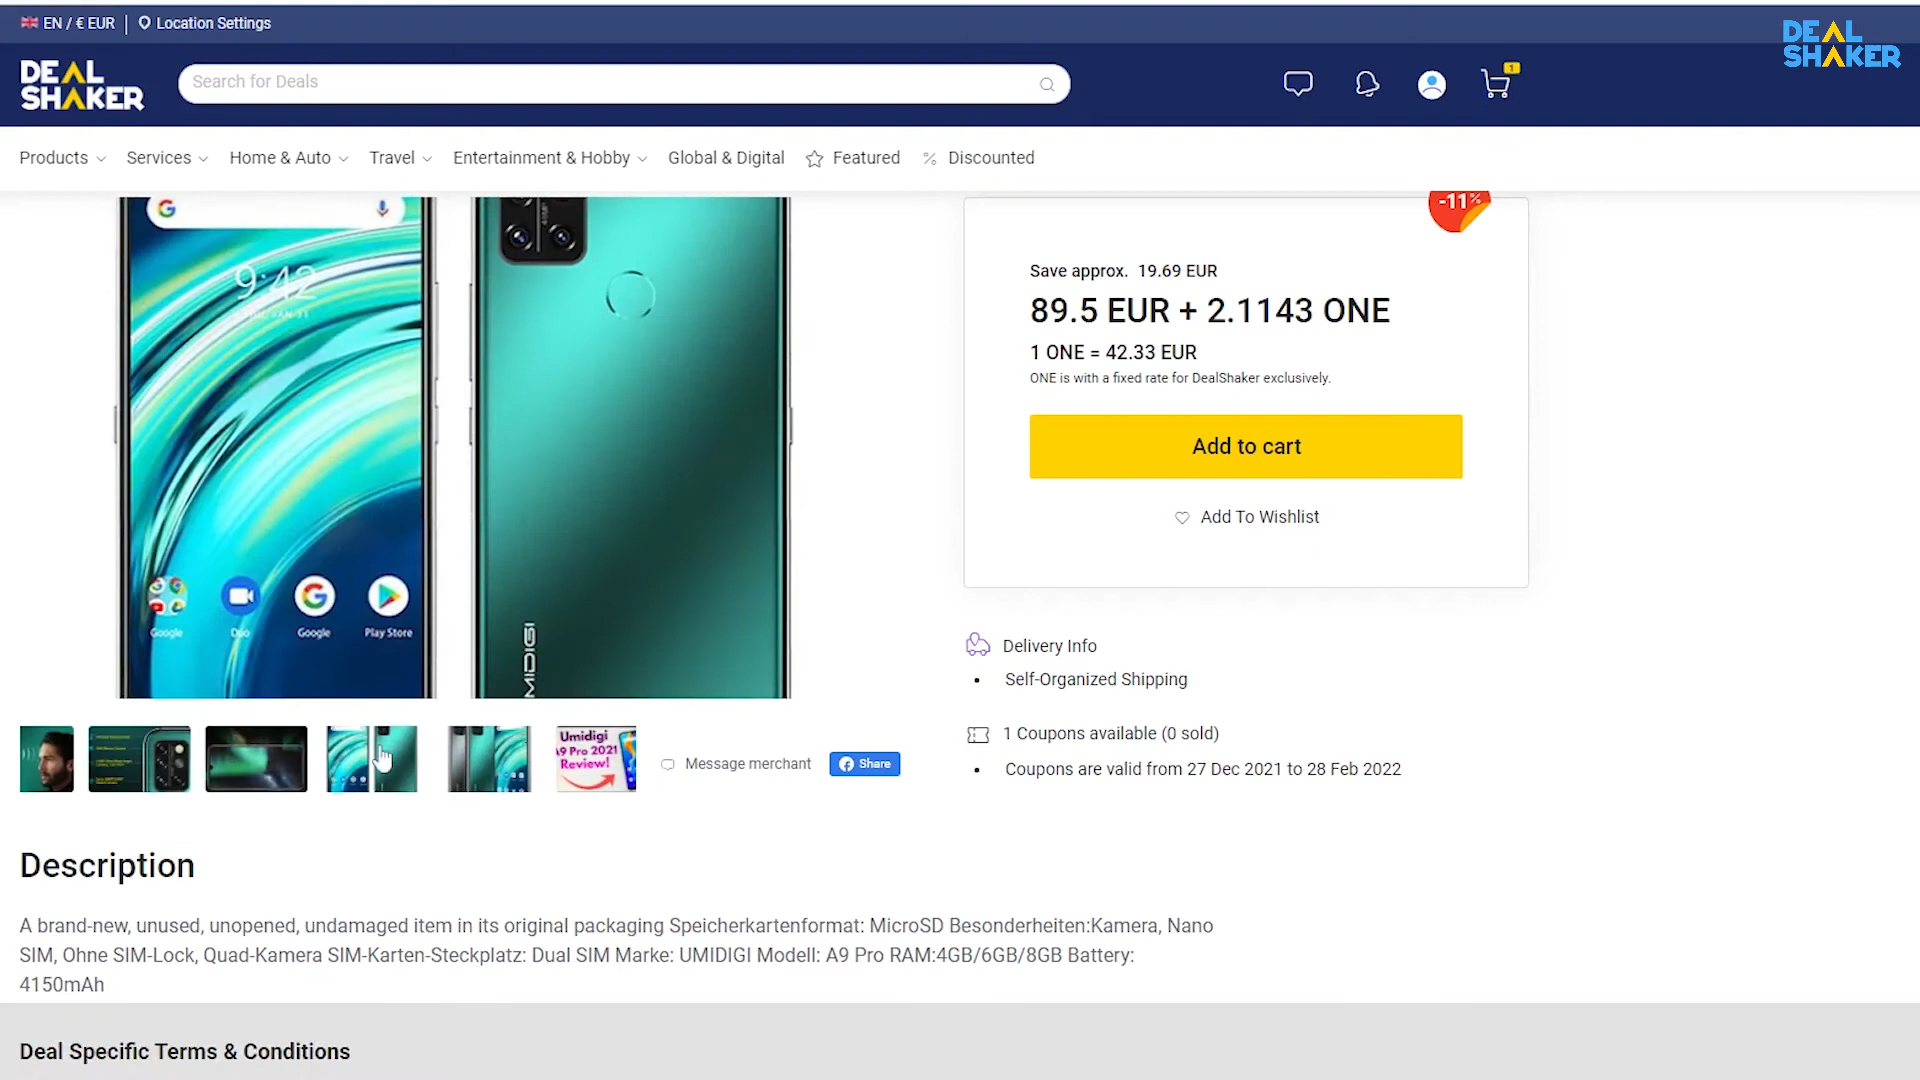 EN / € EUR | Location Settings
DEAL SHAKER
DEAL SHAKER
Search for Deals
1
Products Services Home & Auto Travel Entertainment & Hobby Global & Digital Featured % Discounted
-11%
9:42
Save approx. 19.69 EUR
89.5 EUR + 2.1143 ONE
1 ONE = 42.33 EUR
ONE is with a fixed rate for DealShaker exclusively.
Add to cart
Add To Wishlist
Google Duo Google Play Store
UMIDIGI
Delivery Info
• Self-Organized Shipping
1 Coupons available (0 sold)
• Coupons are valid from 27 Dec 2021 to 28 Feb 2022
Umidigi
A9 Pro 2021
Review!
Message merchant
Share
Description
A brand-new, unused, unopened, undamaged item in its original packaging Speicherkartenformat: MicroSD Besonderheiten:Kamera, Nano
SIM, Ohne SIM-Lock, Quad-Kamera SIM-Karten-Steckplatz: Dual SIM Marke: UMIDIGI Modell: A9 Pro RAM:4GB/6GB/8GB Battery:
4150mAh
Deal Specific Terms & Conditions